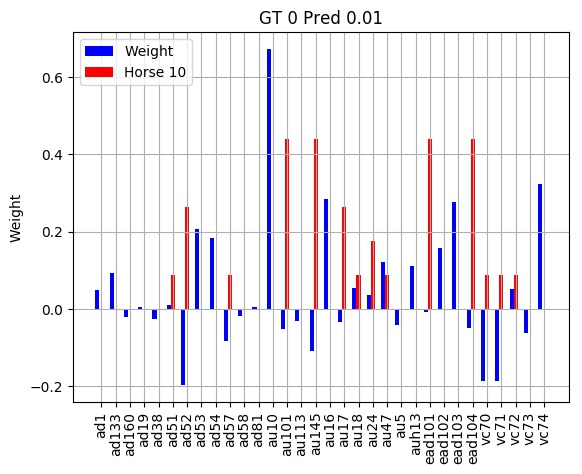 GT 0 Pred 0.01
Weight
Horse 10
Weight
0.6
0.4
0.2
0.0
−0.2
ad1
ad133
ad160
ad19
ad38
ad51
ad52
ad53
ad54
ad57
ad58
ad81
au10
au101
au113
au145
au16
au17
au18
au24
au47
au5
auh13
ead101
ead102
ead103
ead104
vc70
vc71
vc72
vc73
vc74